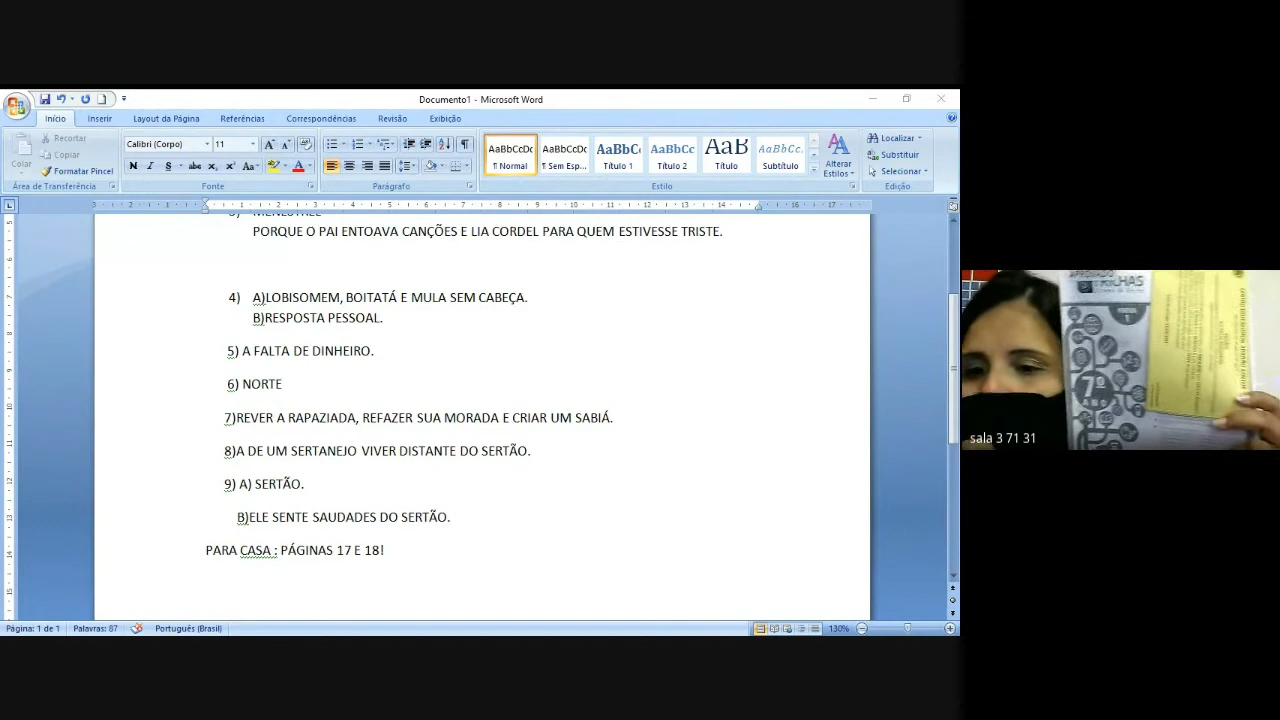 Documento1 - Microsoft Word
Início Inserir Layout da Página Referências Correspondências Revisão Exibição
Colar
Recortar
Copiar
Formatar Pincel
Área de Transferência
Calibri (Corpo) 11
Fonte
Parágrafo
AaBbCcDc AaBbCcDc AaBbC AaBbCc AaB AaBbCc.
¶ Normal ¶ Sem Esp... Título 1 Título 2 Título Subtítulo
Alterar Estilos
Estilo
Localizar
Substituir
Selecionar
Edição
PORQUE O PAI ENTOAVA CANÇÕES E LIA CORDEL PARA QUEM ESTIVESSE TRISTE.
4) A)LOBISOMEM, BOITATÁ E MULA SEM CABEÇA.
B)RESPOSTA PESSOAL.
5) A FALTA DE DINHEIRO.
6) NORTE
7)REVER A RAPAZIADA, REFAZER SUA MORADA E CRIAR UM SABIÁ.
8)A DE UM SERTANEJO VIVER DISTANTE DO SERTÃO.
9) A) SERTÃO.
B)ELE SENTE SAUDADES DO SERTÃO.
PARA CASA : PÁGINAS 17 E 18!
Página: 1 de 1 Palavras: 87 Português (Brasil) 130%
7º ANO
sala 3 71 31